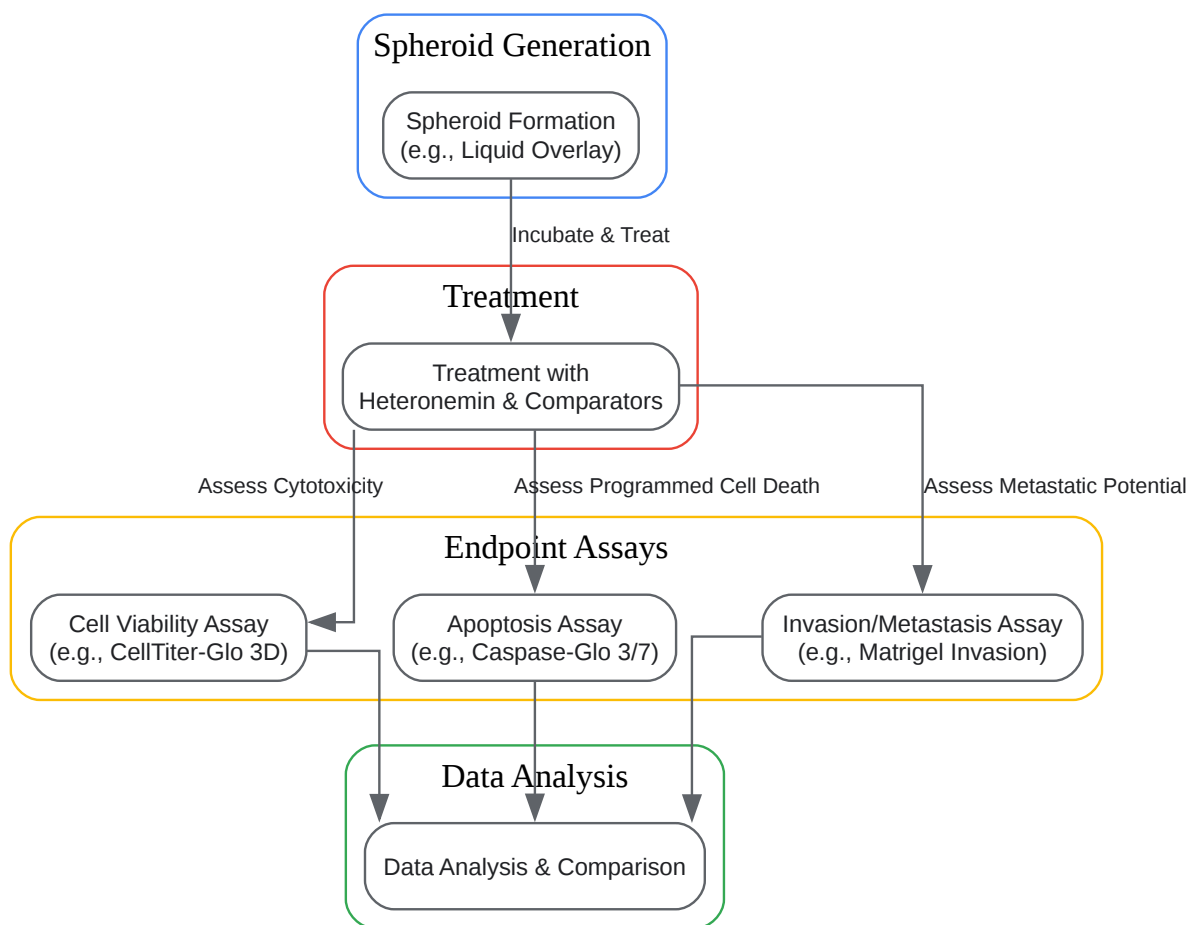 Spheroid Generation
Spheroid Formation
(e.g., Liquid Overlay)
Incubate & Treat
Treatment
Treatment with
Heteronemin & Comparators
Assess Cytotoxicity
Assess Programmed Cell Death
Assess Metastatic Potential
Endpoint Assays
Cell Viability Assay
(e.g., CellTiter-Glo 3D)
Apoptosis Assay
(e.g., Caspase-Glo 3/7)
Invasion/Metastasis Assay
(e.g., Matrigel Invasion)
Data Analysis
Data Analysis & Comparison